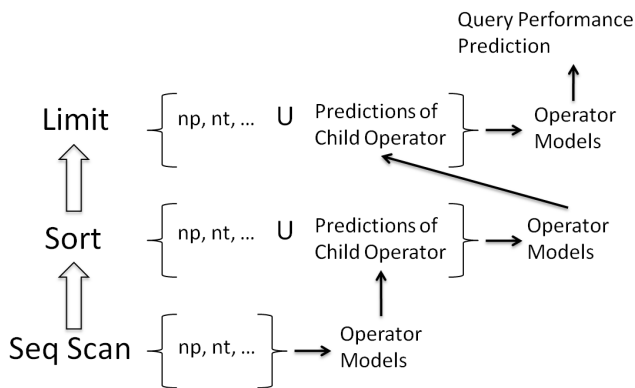 Query Performance
Prediction
Limit
np, nt, ... U
Predictions of
Child Operator
Operator
Models
Sort
np, nt, ... U
Predictions of
Child Operator
Operator
Models
Seq Scan
np, nt, ...
Operator
Models